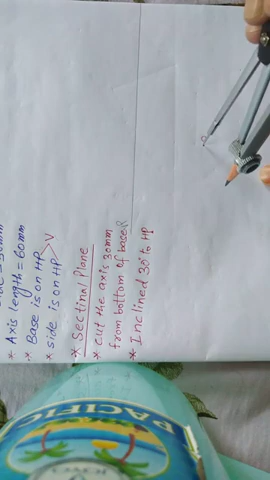 * Axis length = 60mm
* Base is on HP
* side is on HP > V
* Sectinal Plane
* cut the axis 30mm
from bottom of base
* Inclined 30° to HP
PACIFIC